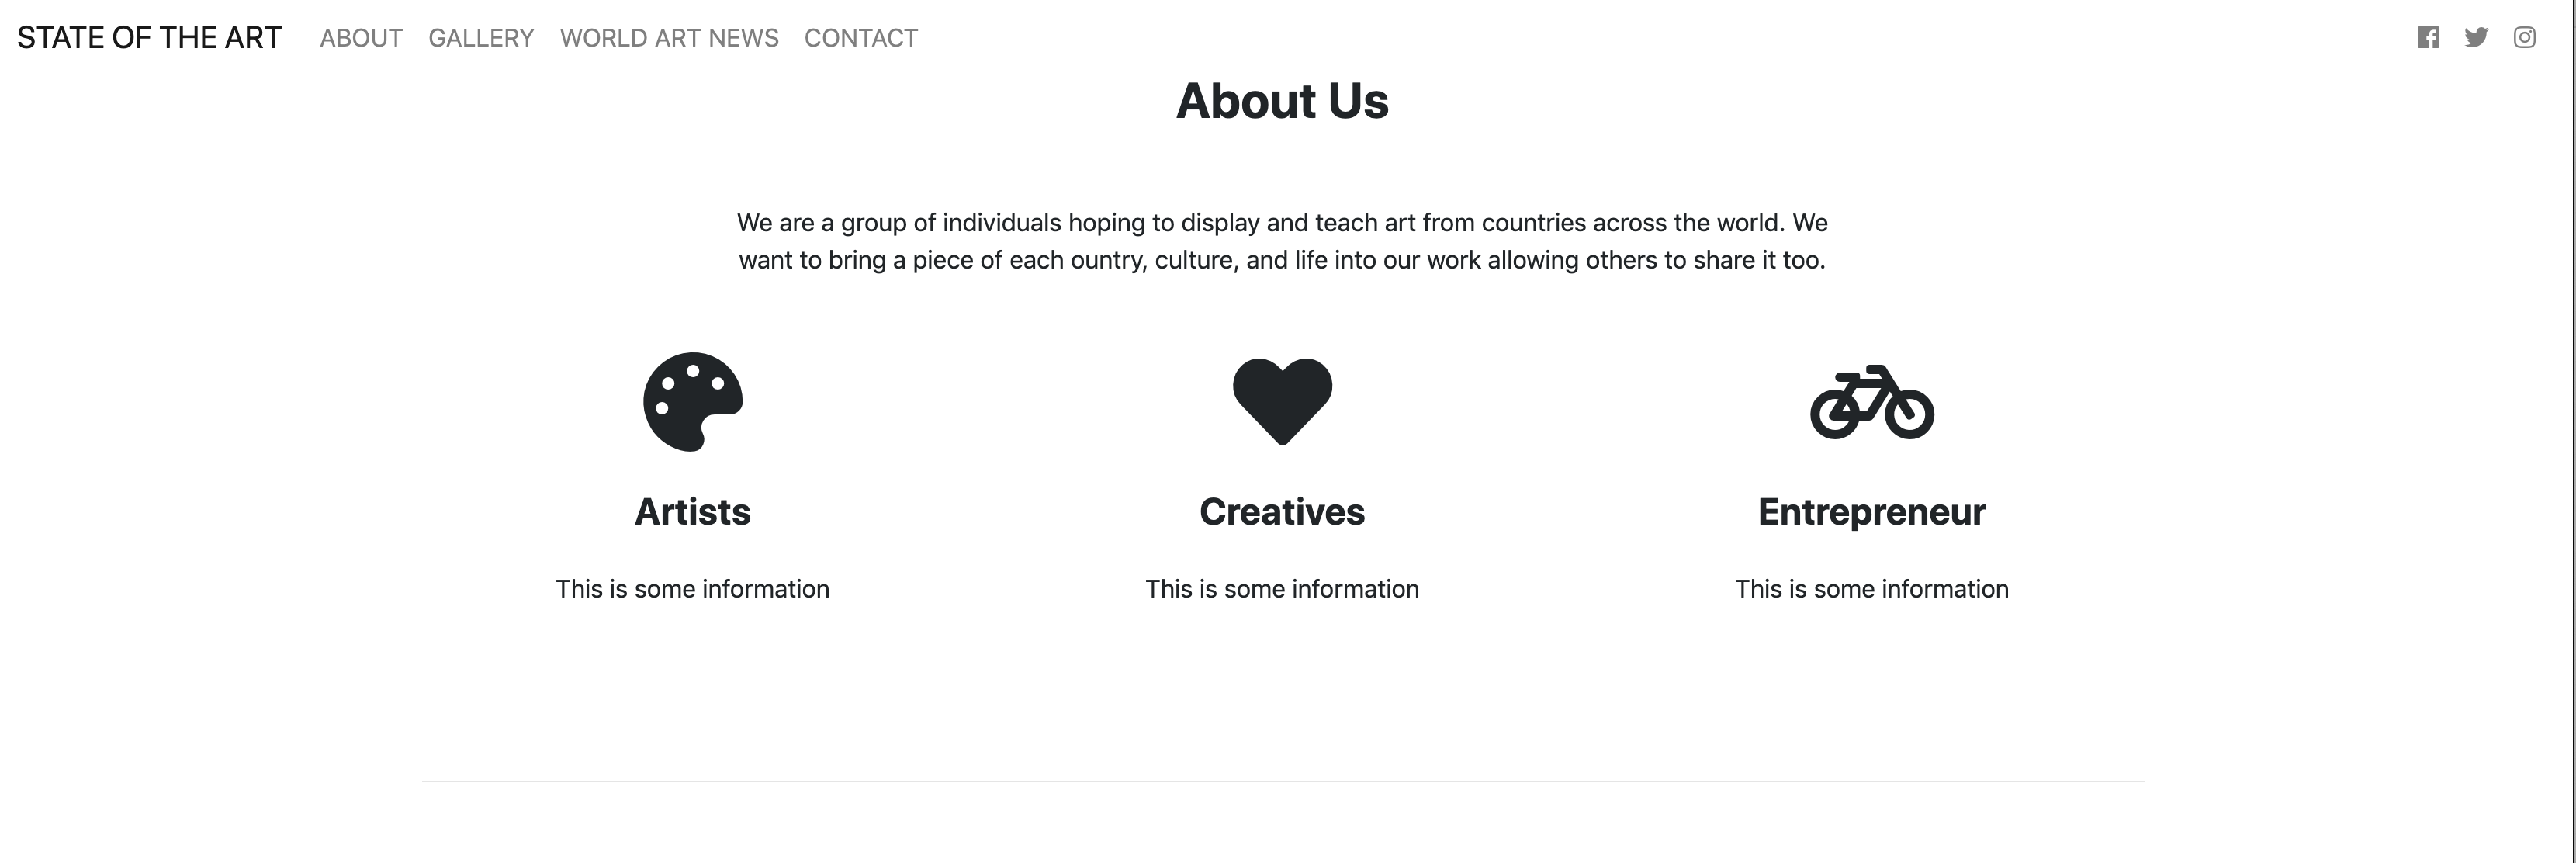 STATE OF THE ART ABOUT GALLERY WORLD ART NEWS CONTACT
About Us
We are a group of individuals hoping to display and teach art from countries across the world. We
want to bring a piece of each ountry, culture, and life into our work allowing others to share it too.
Artists Creatives Entrepreneur
This is some information This is some information This is some information